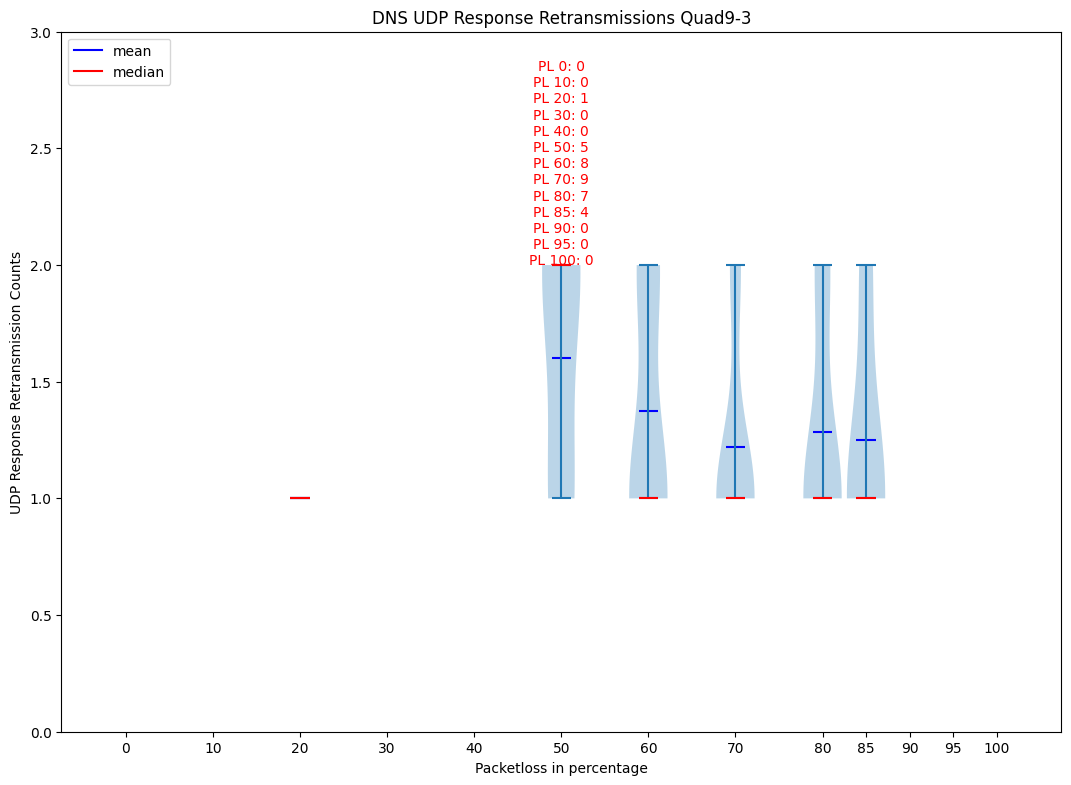 DNS UDP Response Retransmissions Quad9-3
mean
median
PL 0: 0
PL 10: 0
PL 20: 1
PL 30: 0
PL 40: 0
PL 50: 5
PL 60: 8
PL 70: 9
PL 80: 7
PL 85: 4
PL 90: 0
PL 95: 0
PL 100: 0
UDP Response Retransmission Counts
3.0
2.5
2.0
1.5
1.0
0.5
0.0
0 10 20 30 40 50 60 70 80 85 90 95 100
Packetloss in percentage